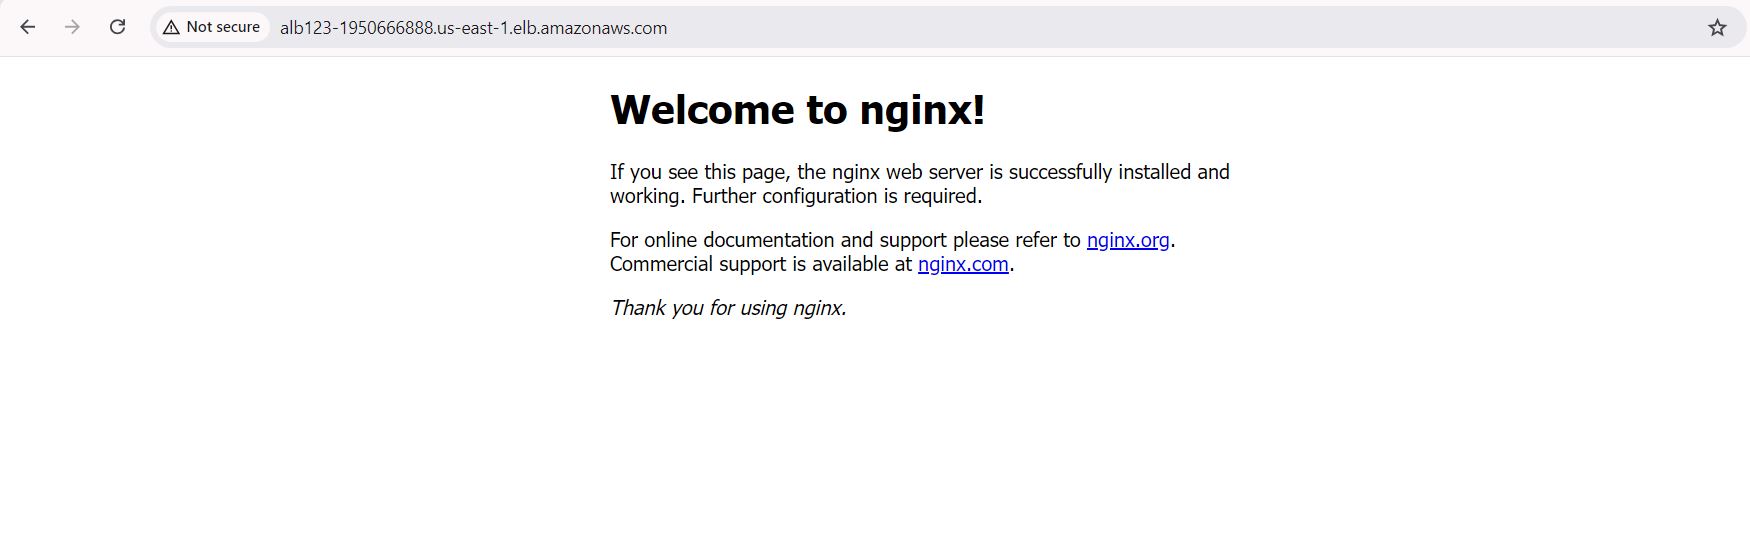 Not secure alb123-1950666888.us-east-1.elb.amazonaws.com
Welcome to nginx!
If you see this page, the nginx web server is successfully installed and
working. Further configuration is required.
For online documentation and support please refer to nginx.org.
Commercial support is available at nginx.com.
Thank you for using nginx.